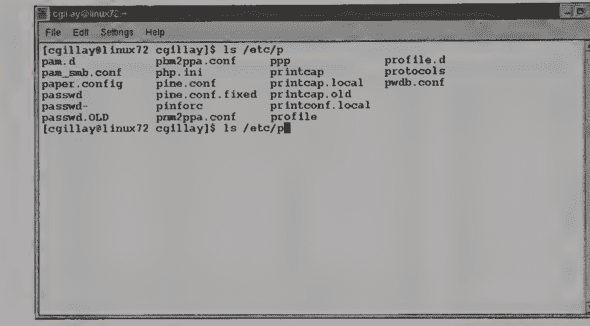 cgillay@linux72:~
File Edit Settings Help
[cgillay@linux72 cgillay]$ ls /etc/p
pam.d pbm2ppa.conf ppp profile.d
pam_smb.conf php.ini printcap protocols
paper.config pine.conf printcap.local pwdb.conf
passwd pine.conf.fixed printcap.old
passwd- pinforc printconf.local
passwd.OLD pnm2ppa.conf profile
[cgillay@linux72 cgillay]$ ls /etc/p